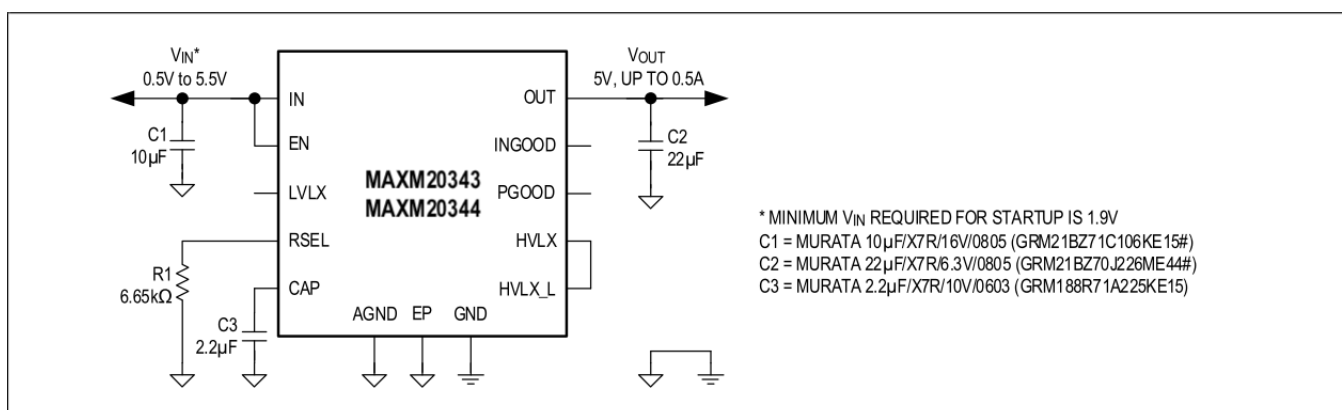 VIN*
0.5V to 5.5V
VOUT
5V, UP TO 0.5A
IN
OUT
C1
10µF
EN
INGOOD
C2
22µF
LVLX
MAXM20343
MAXM20344
PGOOD
RSEL
HVLX
R1
6.65kΩ
CAP
HVLX_L
C3
2.2µF
AGND
EP
GND
* MINIMUM VIN REQUIRED FOR STARTUP IS 1.9V
C1 = MURATA 10µF/X7R/16V/0805 (GRM21BZ71C106KE15#)
C2 = MURATA 22µF/X7R/6.3V/0805 (GRM21BZ70J226ME44#)
C3 = MURATA 2.2µF/X7R/10V/0603 (GRM188R71A225KE15)